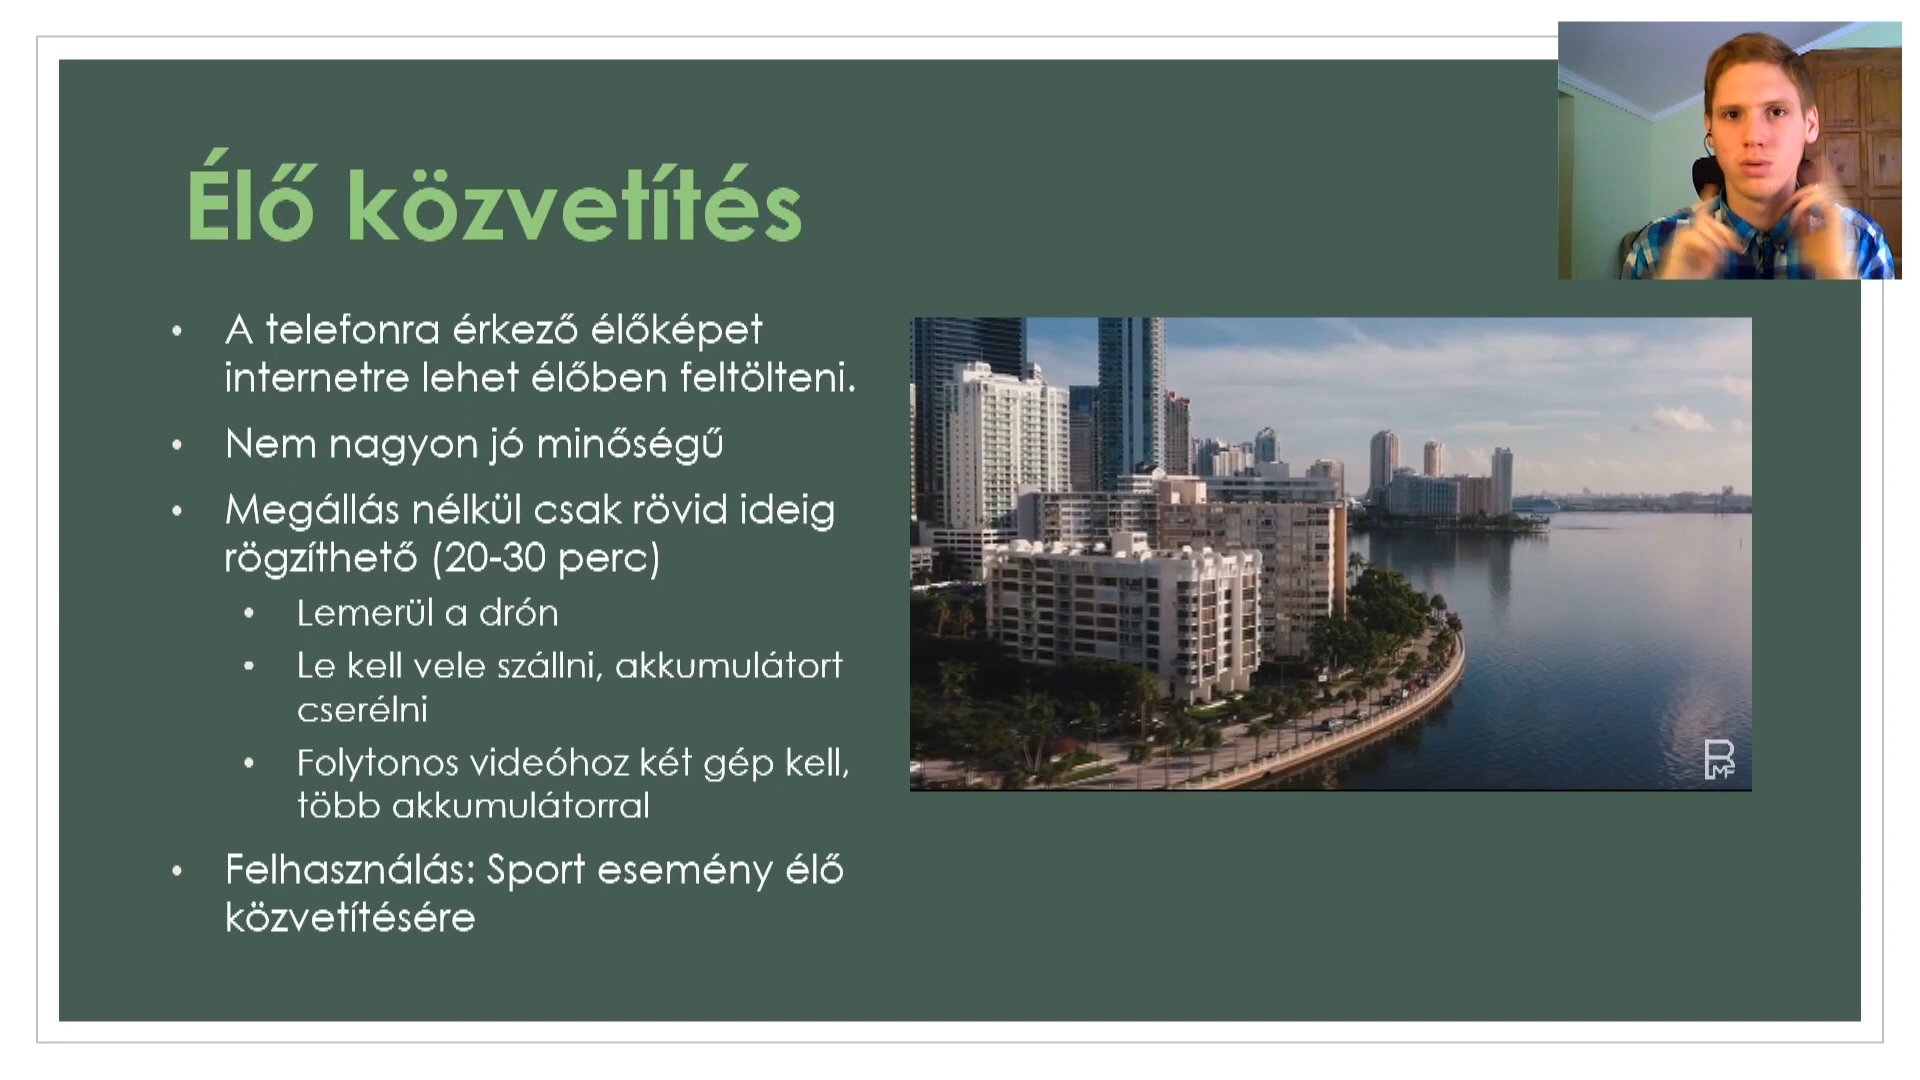 Élő közvetítés
• A telefonra érkező élőképet
internetre lehet élőben feltölteni.
• Nem nagyon jó minőségű
• Megállás nélkül csak rövid ideig
rögzíthető (20-30 perc)
• Lemerül a drón
• Le kell vele szállni, akkumulátort
cserélni
• Folytonos videóhoz két gép kell,
több akkumulátorral
• Felhasználás: Sport esemény élő
közvetítésére